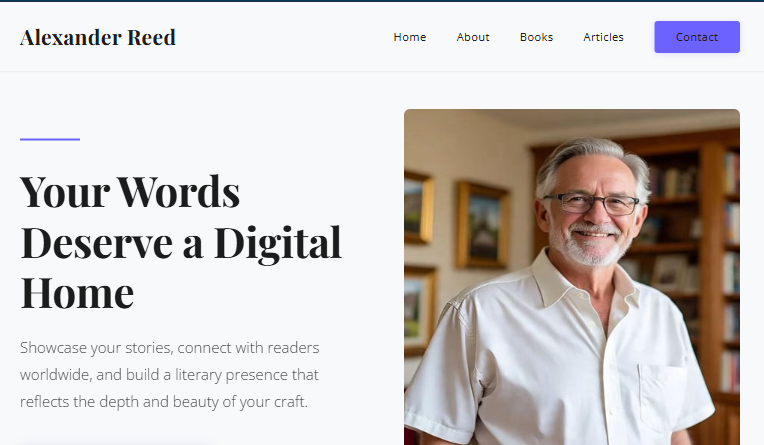 Alexander Reed
Home About Books Articles Contact
Your Words
Deserve a Digital
Home
Showcase your stories, connect with readers
worldwide, and build a literary presence that
reflects the depth and beauty of your craft.